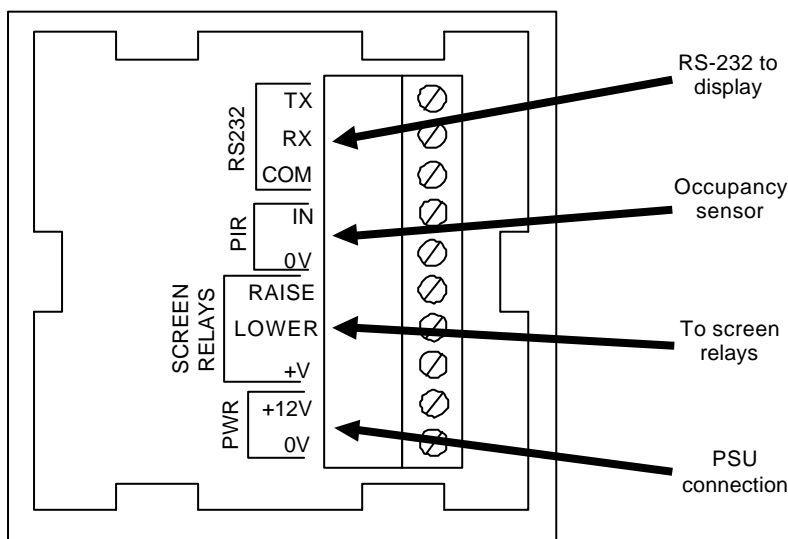 RS232
TX
RX
COM
PIR
IN
0V
SCREEN
RELAYS
RAISE
LOWER
+V
PWR
+12V
0V
RS-232 to
display
Occupancy
sensor
To screen
relays
PSU
connection